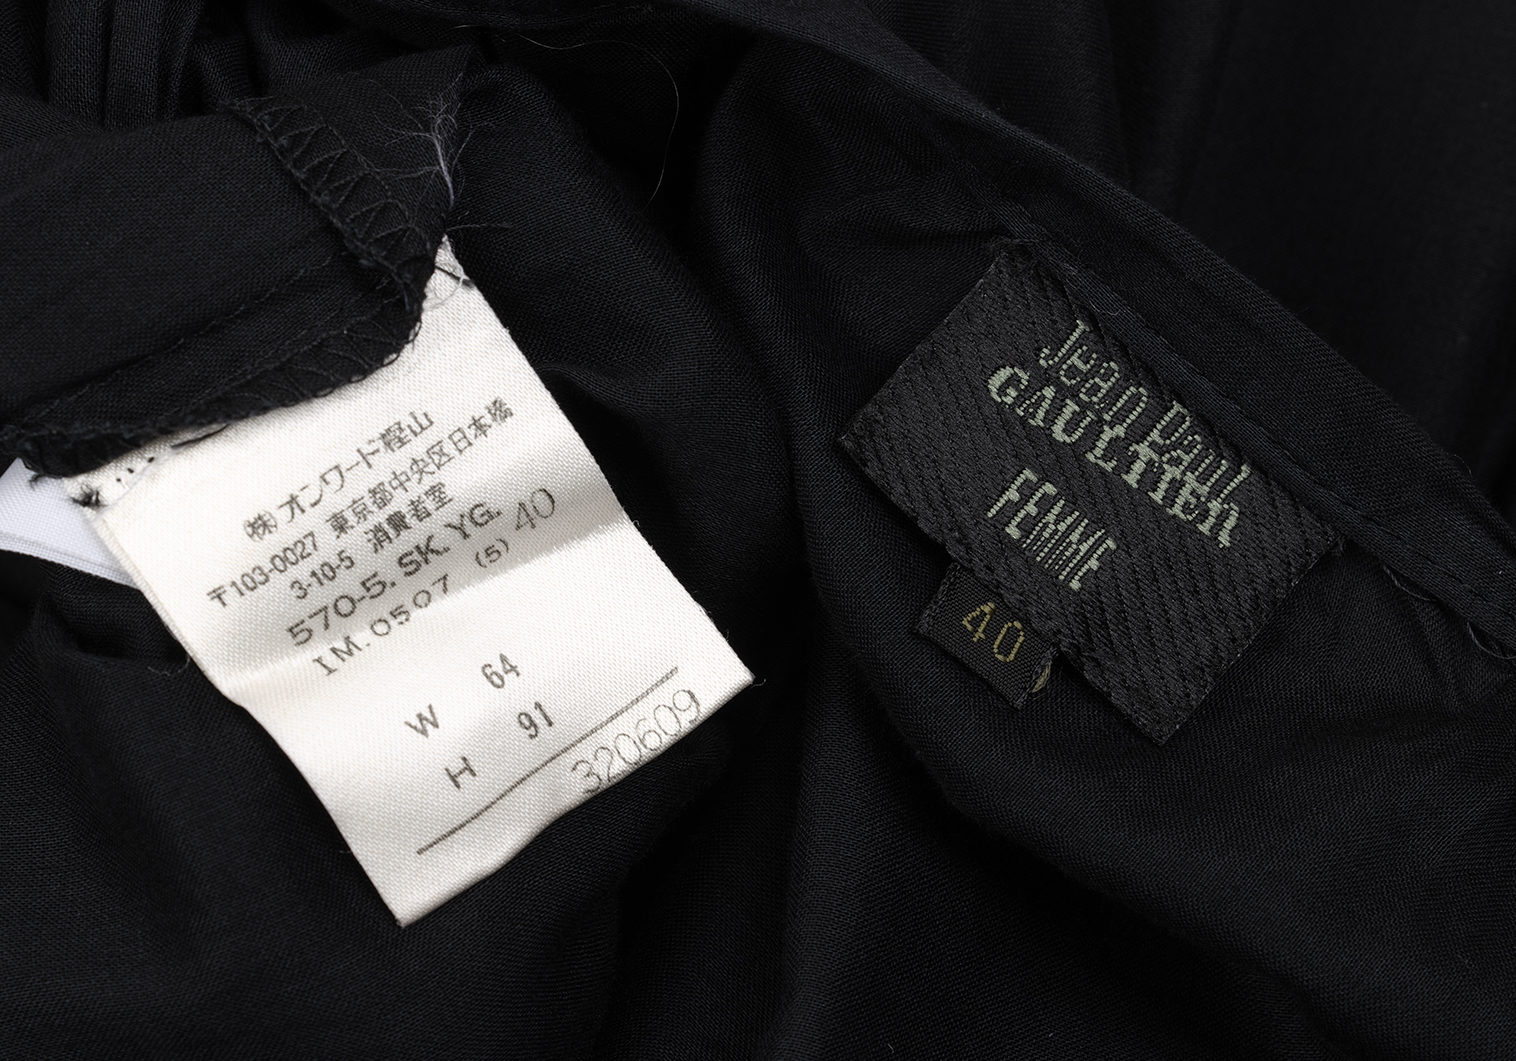 (株)オンワード樫山
〒103-0027 東京都中央区日本橋
3-10-5 消費者室
570-5.SK.YG. 40
IM.0507 (5)
W 64
H 91
320609
Jean Paul
GAULTIER
FEMME
40